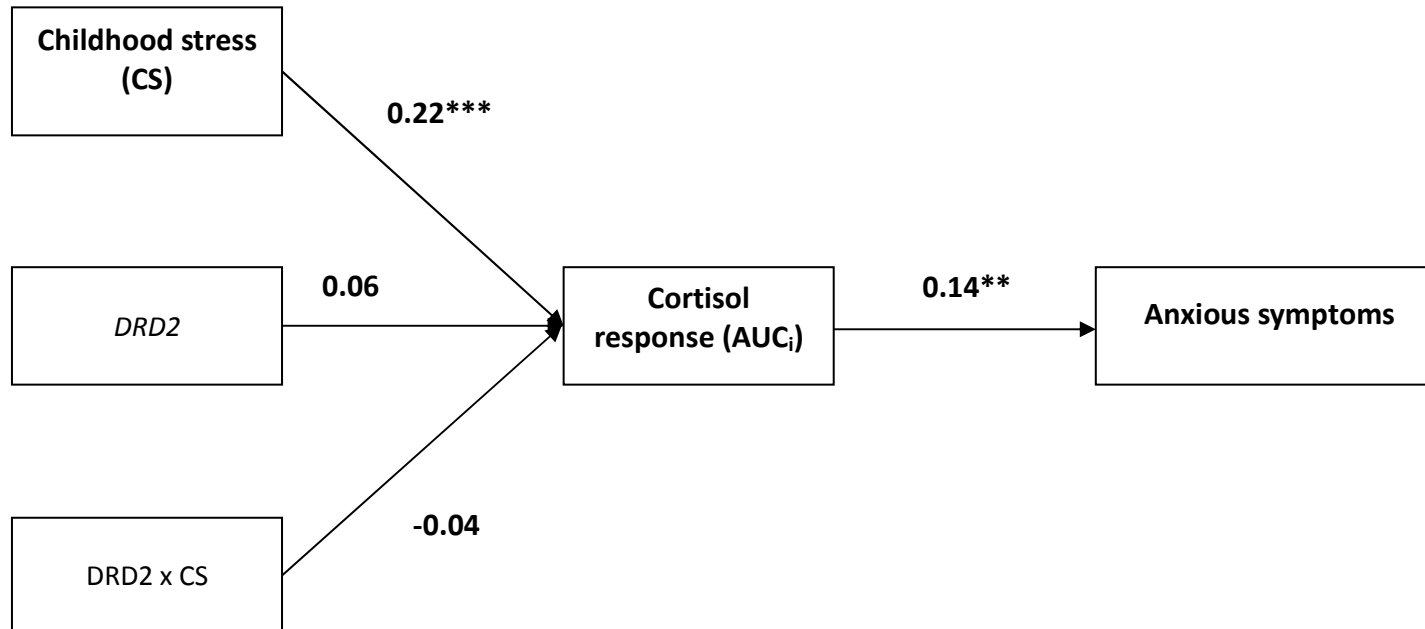 Childhood stress
(CS)
0.22***
DRD2
0.06
Cortisol
response (AUCi)
0.14**
Anxious symptoms
-0.04
DRD2 x CS